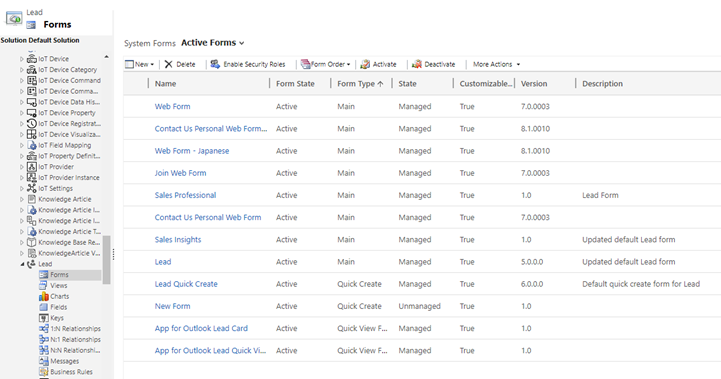 Lead
Forms
Solution Default Solution
IoT Device
IoT Device Category
IoT Device Command
IoT Device Comma...
IoT Device Data His...
IoT Device Property
IoT Device Registrat...
IoT Device Visualiza...
IoT Field Mapping
IoT Property Definit...
IoT Provider
IoT Provider Instance
IoT Settings
Knowledge Article
Knowledge Article I...
Knowledge Article I...
Knowledge Article T...
Knowledge Base Re...
KnowledgeArticle V...
Lead
Forms
Views
Charts
Fields
Keys
1:N Relationships
N:1 Relationships
N:N Relationshi...
Messages
Business Rules
System Forms Active Forms
New Delete Enable Security Roles Form Order Activate Deactivate More Actions
Name Form State Form Type State Customizable... Version Description
Web Form Active Main Managed True 7.0.0003
Contact Us Personal Web Form... Active Main Managed True 8.1.0010
Web Form - Japanese Active Main Managed True 8.1.0010
Join Web Form Active Main Managed True 7.0.0003
Sales Professional Active Main Managed True 1.0 Lead Form
Contact Us Personal Web Form Active Main Managed True 7.0.0003
Sales Insights Active Main Managed True 1.0 Updated default Lead form
Lead Active Main Managed True 5.0.0.0 Updated default Lead form
Lead Quick Create Active Quick Create Managed True 6.0.0.0 Default quick create form for Lead
New Form Active Quick Create Unmanaged True 1.0
App for Outlook Lead Card Active Quick View F... Managed True 1.0
App for Outlook Lead Quick Vi... Active Quick View F... Managed True 1.0